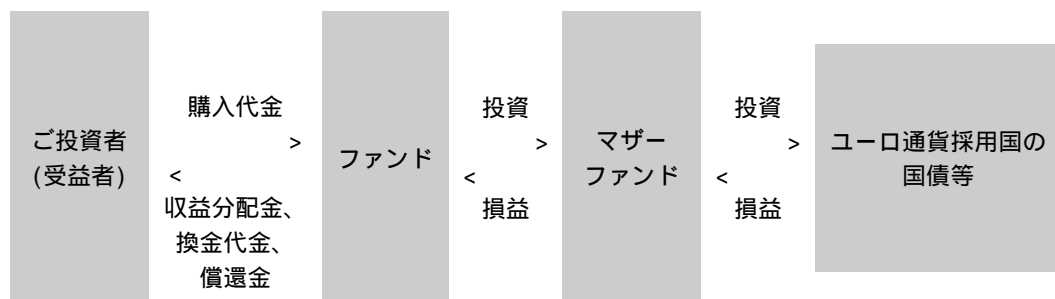 ご投資者
(受益者)
購入代金
>
<
収益分配金、
換金代金、
償還金
ファンド
投資
>
<
損益
マザー
ファンド
投資
>
<
損益
ユーロ通貨採用国の
国債等